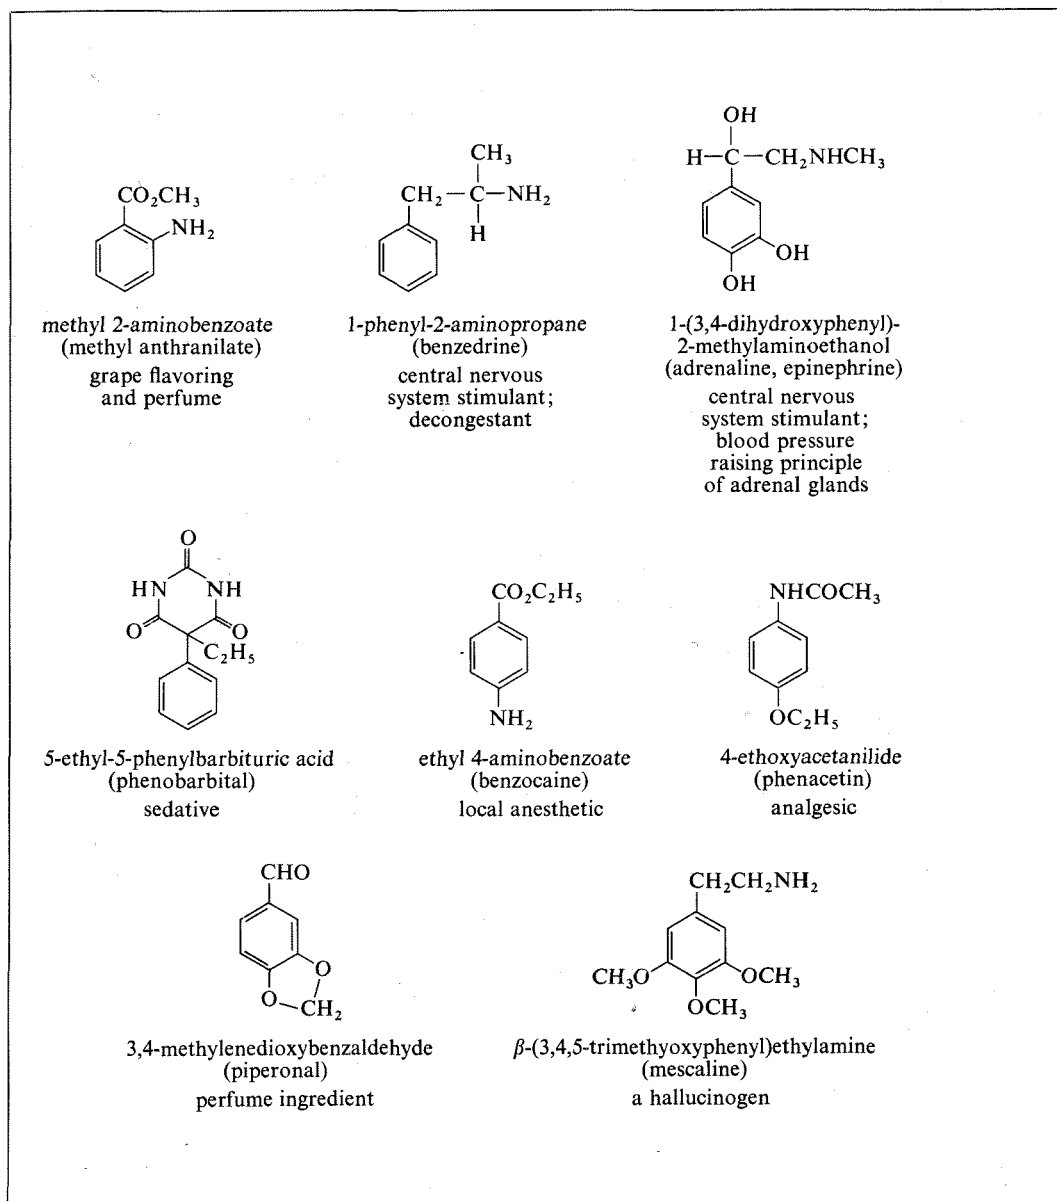 CO₂CH₃
NH₂
methyl 2-aminobenzoate
(methyl anthranilate)
grape flavoring
and perfume
CH₃
CH₂—C—NH₂
H
1-phenyl-2-aminopropane
(benzedrine)
central nervous
system stimulant;
decongestant
OH
H—C—CH₂NHCH₃
OH
OH
1-(3,4-dihydroxyphenyl)-
2-methylaminoethanol
(adrenaline, epinephrine)
central nervous
system stimulant;
blood pressure
raising principle
of adrenal glands
O
HN NH
O O
C₂H₅
5-ethyl-5-phenylbarbituric acid
(phenobarbital)
sedative
CO₂C₂H₅
NH₂
ethyl 4-aminobenzoate
(benzocaine)
local anesthetic
NHCOCH₃
OC₂H₅
4-ethoxyacetanilide
(phenacetin)
analgesic
CHO
O
O—CH₂
3,4-methylenedioxybenzaldehyde
(piperonal)
perfume ingredient
CH₂CH₂NH₂
CH₃O OCH₃
OCH₃
β-(3,4,5-trimethyoxyphenyl)ethylamine
(mescaline)
a hallucinogen